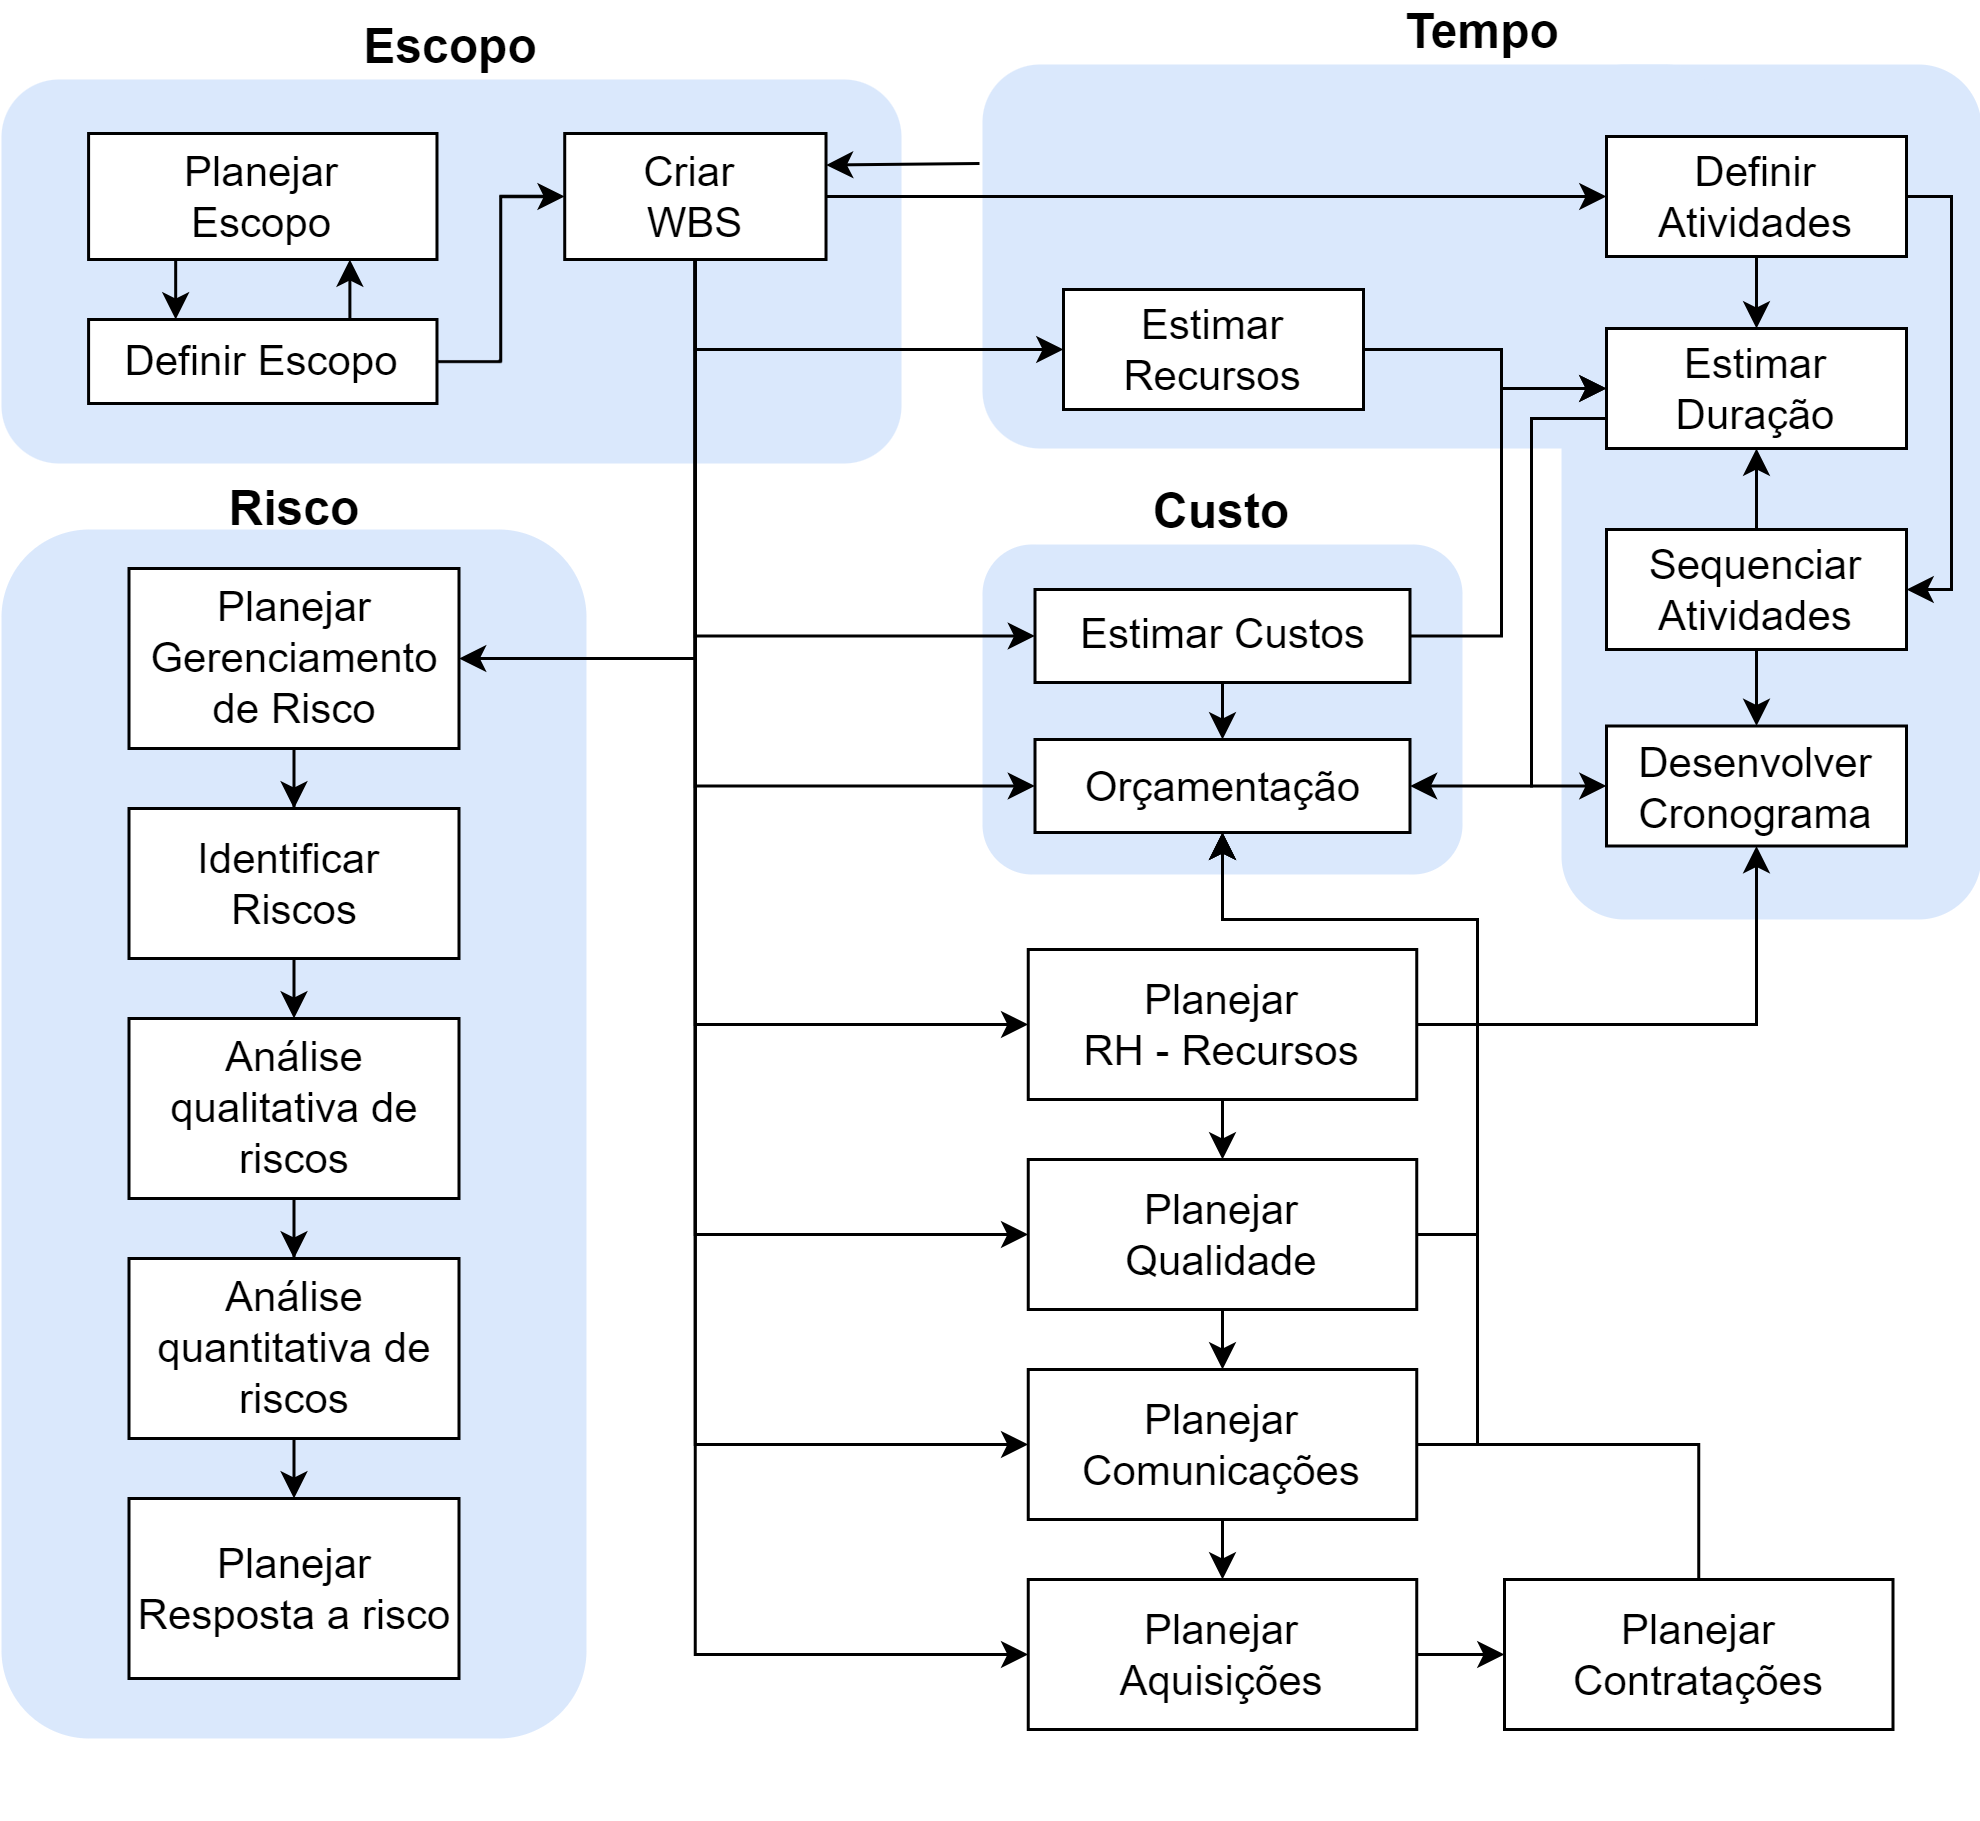 Escopo
Planejar
Escopo
Definir Escopo
Criar
WBS
Tempo
Definir
Atividades
Estimar
Recursos
Estimar
Duração
Sequenciar
Atividades
Desenvolver
Cronograma
Risco
Planejar
Gerenciamento
de Risco
Identificar
Riscos
Análise
qualitativa de
riscos
Análise
quantitativa de
riscos
Planejar
Resposta a risco
Custo
Estimar Custos
Orçamentação
Planejar
RH - Recursos
Planejar
Qualidade
Planejar
Comunicações
Planejar
Aquisições
Planejar
Contratações